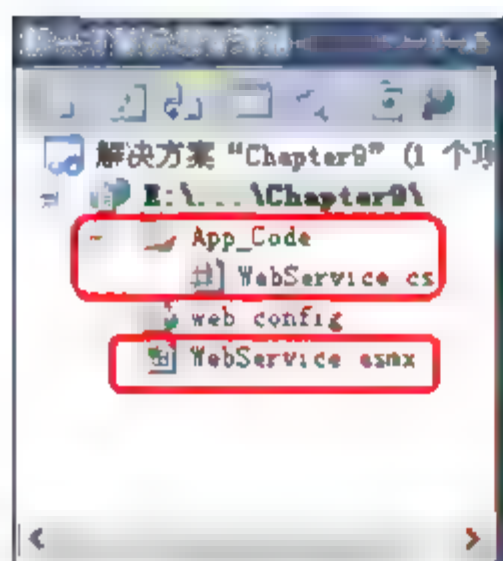 解决方案 "Chapter9" (1 个项
E:\...\Chapter9\
App_Code
WebService cs
web config
WebService asmx